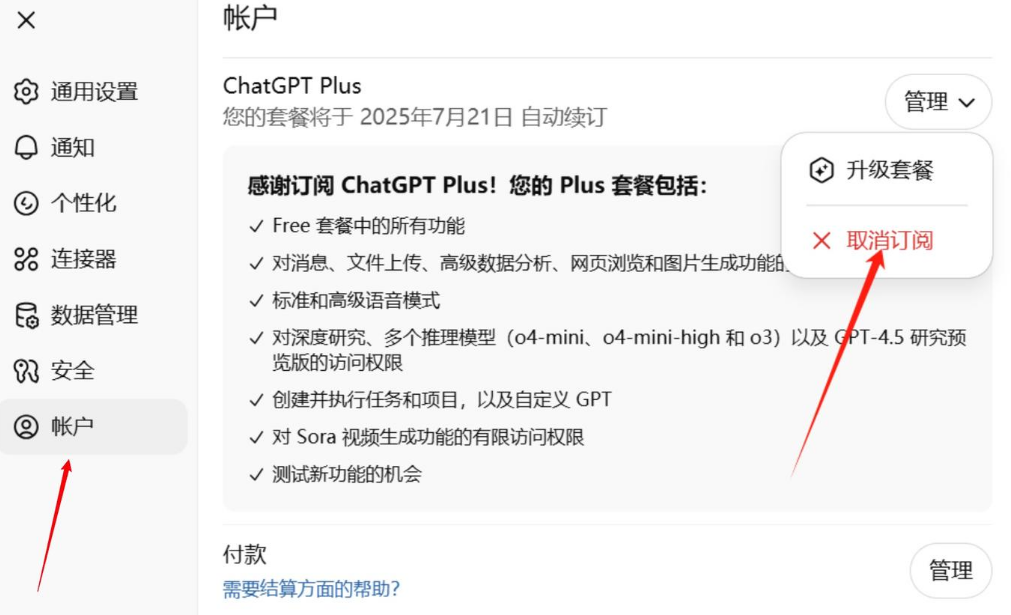 帐户
通用设置
通知
个性化
连接器
数据管理
安全
帐户
ChatGPT Plus
您的套餐将于 2025年7月21日 自动续订
管理
升级套餐
取消订阅
感谢订阅 ChatGPT Plus！您的 Plus 套餐包括：
Free 套餐中的所有功能
对消息、文件上传、高级数据分析、网页浏览和图片生成功能的
标准和高级语音模式
对深度研究、多个推理模型（o4-mini、o4-mini-high 和 o3）以及 GPT-4.5 研究预
览版的访问权限
创建并执行任务和项目，以及自定义 GPT
对 Sora 视频生成功能的有限访问权限
测试新功能的机会
付款
需要结算方面的帮助？
管理